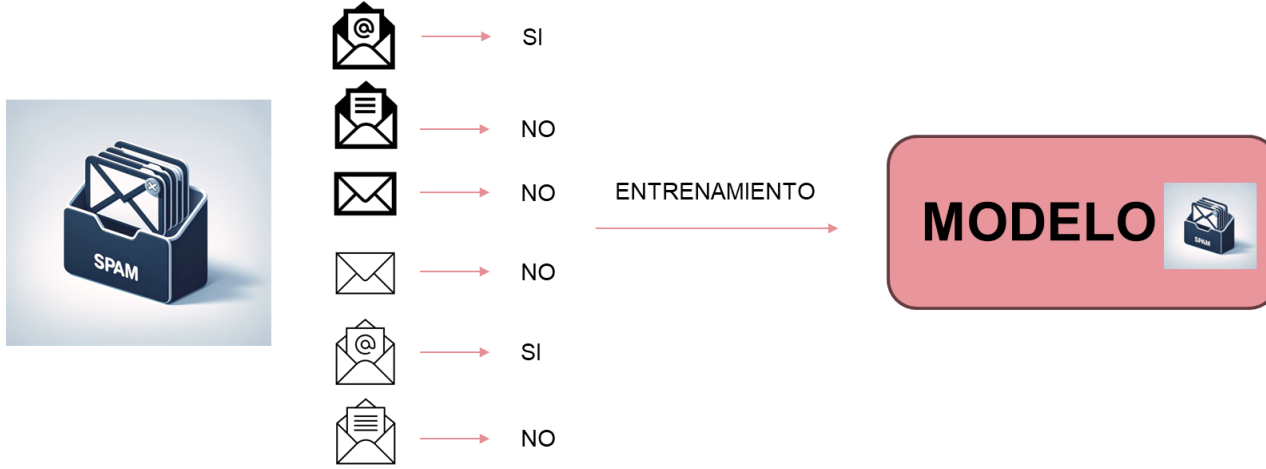 SPAM
@
SI
NO
NO
NO
@
SI
NO
ENTRENAMIENTO
MODELO
SPAM